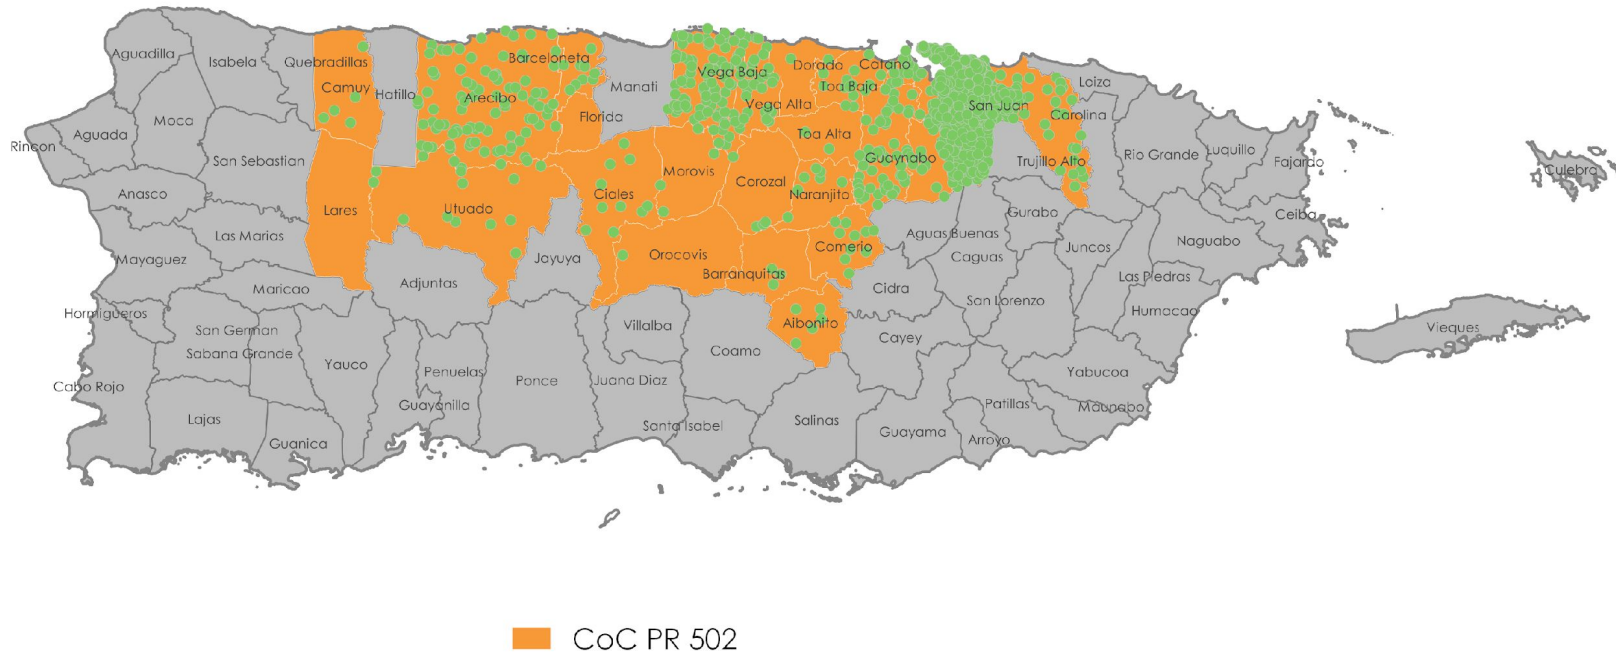 Aguadilla
Isabela
Quebradillas
Camuy
Hatillo
Arecibo
Barceloneta
Florida
Manati
Vega Baja
Vega Alta
Dorado
Toa Baja
Catano
Toa Alta
San Juan
Loiza
Carolina
Trujillo Alto
Guaynabo
Rio Grande
Luquillo
Fajardo
Culebra
Ceiba
Rincon
Aguada
Moca
San Sebastian
Anasco
Lares
Utuado
Ciales
Morovis
Corozal
Naranjito
Las Marias
Mayaguez
Maricao
Adjuntas
Jayuya
Orocovis
Barranquitas
Comerio
Aguas Buenas
Caguas
Gurabo
Juncos
Naguabo
Las Piedras
Humacao
San Lorenzo
Cidra
Cayey
Aibonito
Hormigueros
San German
Sabana Grande
Cabo Rojo
Lajas
Guanica
Yauco
Guayanilla
Penuelas
Ponce
Villalba
Juana Diaz
Coamo
Santa Isabel
Salinas
Guayama
Arroyo
Patillas
Maunabo
Yabucoa
Vieques
CoC PR 502